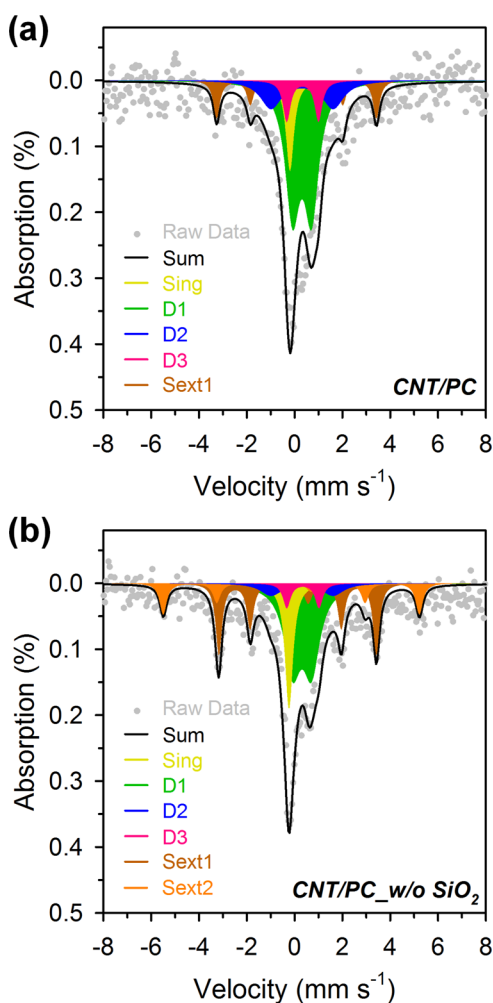 (a)
0.0
0.1
0.2
0.3
0.4
0.5
Absorption (%)
Raw Data
Sum
Sing
D1
D2
D3
Sext1
CNT/PC
-8 -6 -4 -2 0 2 4 6 8
Velocity (mm s⁻¹)
(b)
0.0
0.1
0.2
0.3
0.4
0.5
Absorption (%)
Raw Data
Sum
Sing
D1
D2
D3
Sext1
Sext2
CNT/PC_w/o SiO₂
-8 -6 -4 -2 0 2 4 6 8
Velocity (mm s⁻¹)